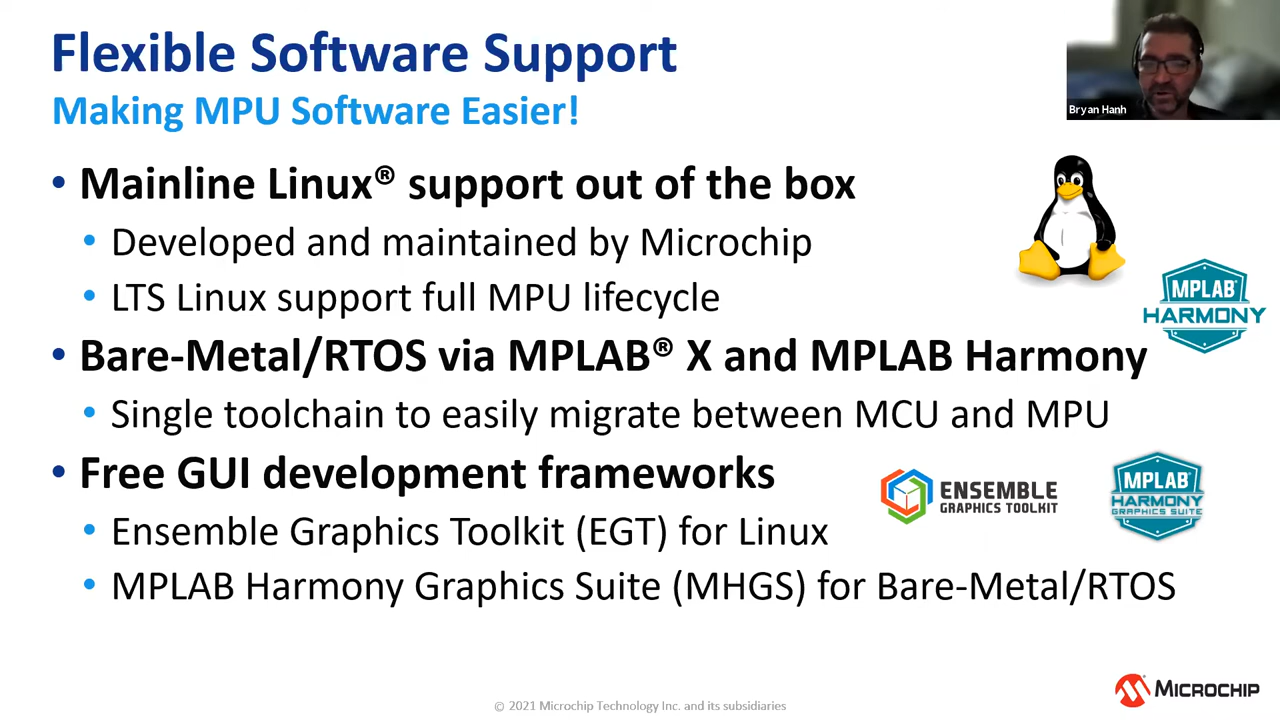 Flexible Software Support
Making MPU Software Easier!
Bryan Hanh
• Mainline Linux® support out of the box
• Developed and maintained by Microchip
• LTS Linux support full MPU lifecycle
MPLAB
HARMONY
• Bare-Metal/RTOS via MPLAB® X and MPLAB Harmony
• Single toolchain to easily migrate between MCU and MPU
• Free GUI development frameworks
ENSEMBLE
GRAPHICS TOOLKIT
MPLAB®
HARMONY
GRAPHICS SUITE
• Ensemble Graphics Toolkit (EGT) for Linux
• MPLAB Harmony Graphics Suite (MHGS) for Bare-Metal/RTOS
MICROCHIP
© 2021 Microchip Technology Inc. and its subsidiaries